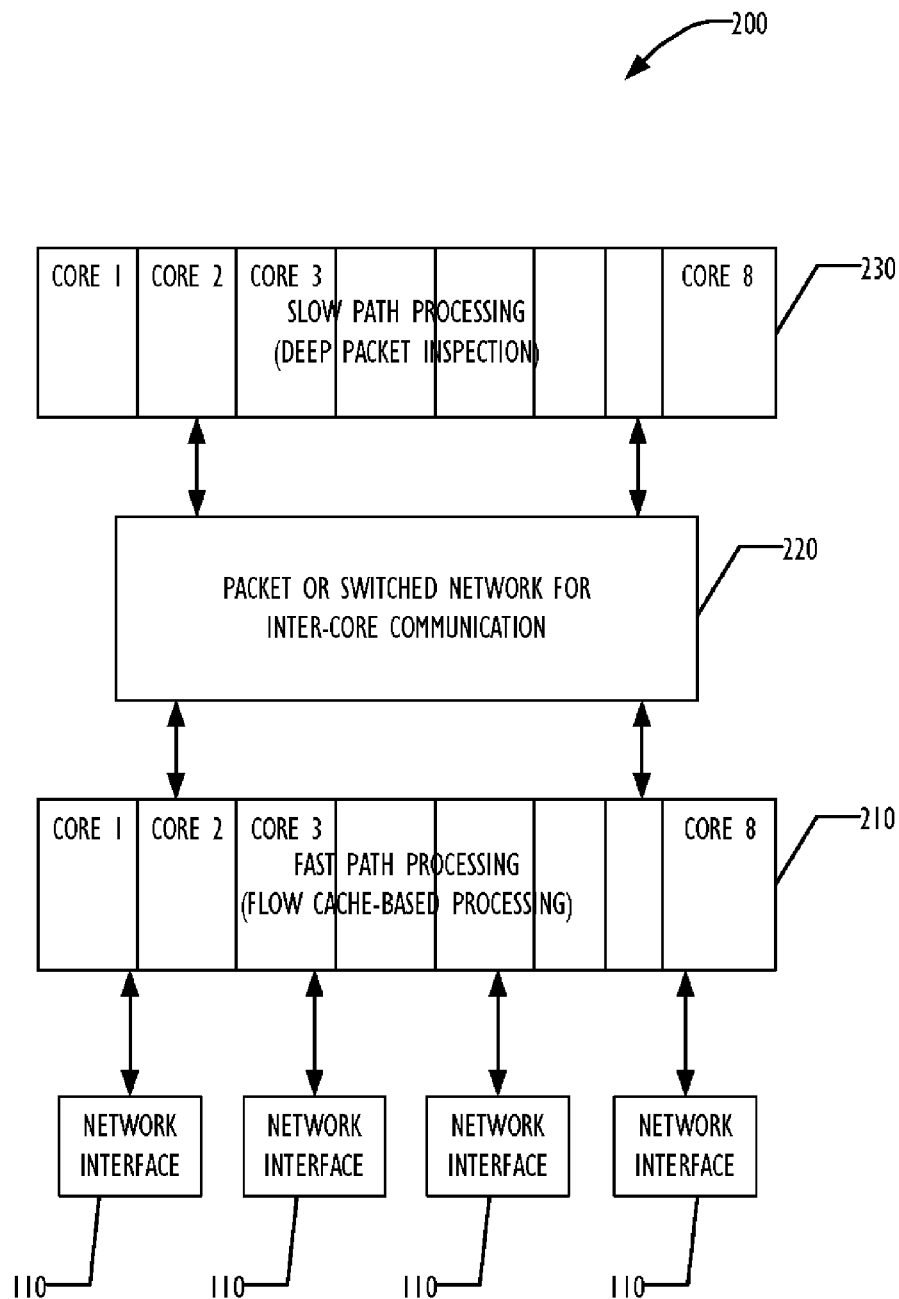 200
CORE 1 CORE 2 CORE 3 CORE 8
230
SLOW PATH PROCESSING
(DEEP PACKET INSPECTION)
220
PACKET OR SWITCHED NETWORK FOR
INTER-CORE COMMUNICATION
CORE 1 CORE 2 CORE 3 CORE 8
210
FAST PATH PROCESSING
(FLOW CACHE-BASED PROCESSING)
NETWORK
INTERFACE
NETWORK
INTERFACE
NETWORK
INTERFACE
NETWORK
INTERFACE
110
110
110
110